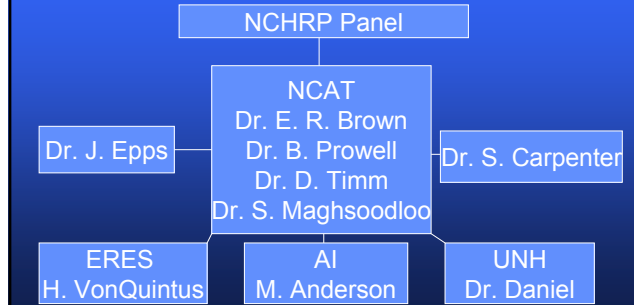 NCHRP Panel
NCAT
Dr. E. R. Brown
Dr. B. Prowell
Dr. D. Timm
Dr. S. Maghsoodloo
Dr. J. Epps
Dr. S. Carpenter
ERES
H. VonQuintus
AI
M. Anderson
UNH
Dr. Daniel